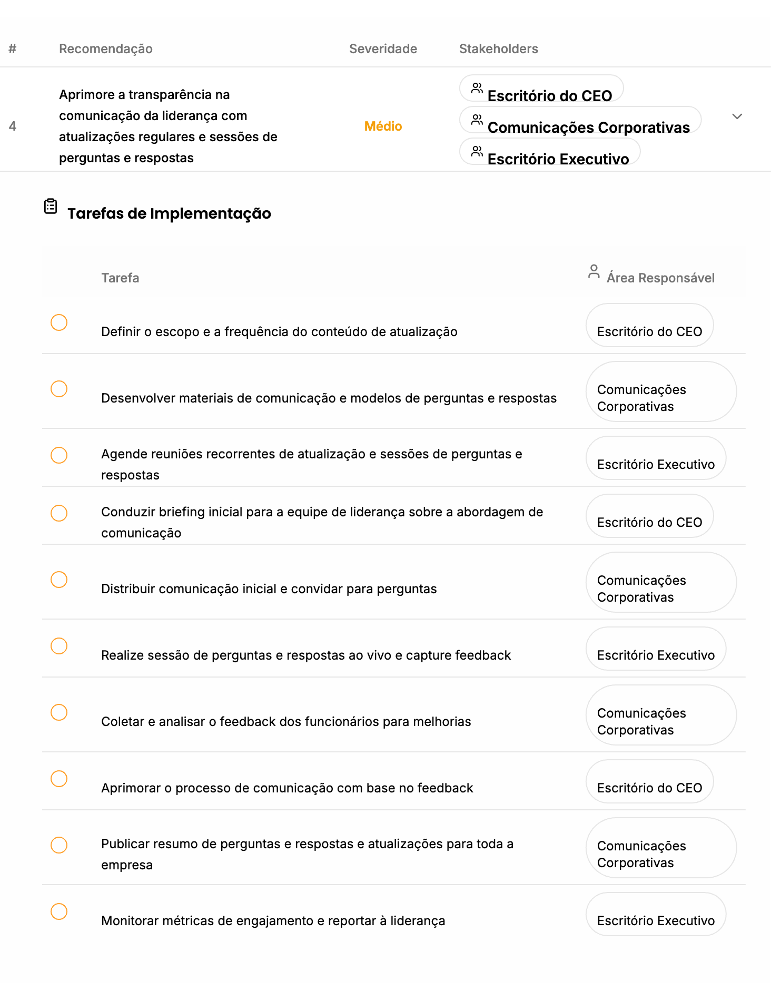 # Recomendação Severidade Stakeholders
4
Aprimore a transparência na
comunicação da liderança com
atualizações regulares e sessões de
perguntas e respostas
Médio
Escritório do CEO
Comunicações Corporativas
Escritório Executivo
Tarefas de Implementação
Tarefa Área Responsável
Definir o escopo e a frequência do conteúdo de atualização
Escritório do CEO
Desenvolver materiais de comunicação e modelos de perguntas e respostas
Comunicações
Corporativas
Agende reuniões recorrentes de atualização e sessões de perguntas e
respostas
Escritório Executivo
Conduzir briefing inicial para a equipe de liderança sobre a abordagem de
comunicação
Escritório do CEO
Distribuir comunicação inicial e convidar para perguntas
Comunicações
Corporativas
Realize sessão de perguntas e respostas ao vivo e capture feedback
Escritório Executivo
Coletar e analisar o feedback dos funcionários para melhorias
Comunicações
Corporativas
Aprimorar o processo de comunicação com base no feedback
Escritório do CEO
Publicar resumo de perguntas e respostas e atualizações para toda a
empresa
Comunicações
Corporativas
Monitorar métricas de engajamento e reportar à liderança
Escritório Executivo